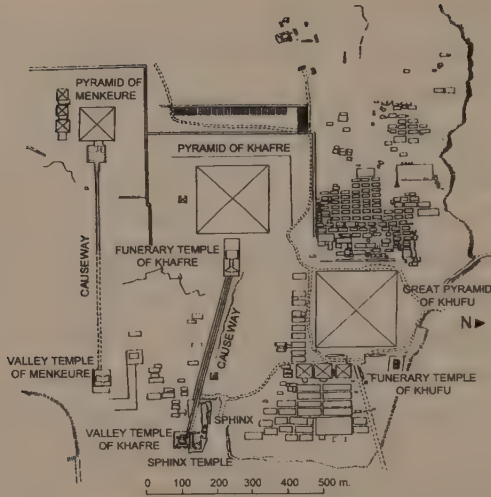 PYRAMID OF
MENKEURE
PYRAMID OF KHAFRE
FUNERARY TEMPLE
OF KHAFRE
CAUSEWAY
CAUSEWAY
GREAT PYRAMID
OF KHUFU
N
VALLEY TEMPLE
OF MENKEURE
FUNERARY TEMPLE
OF KHUFU
SPHINX
VALLEY TEMPLE
OF KHAFRE
SPHINX TEMPLE
0 100 200 300 400 500 m.